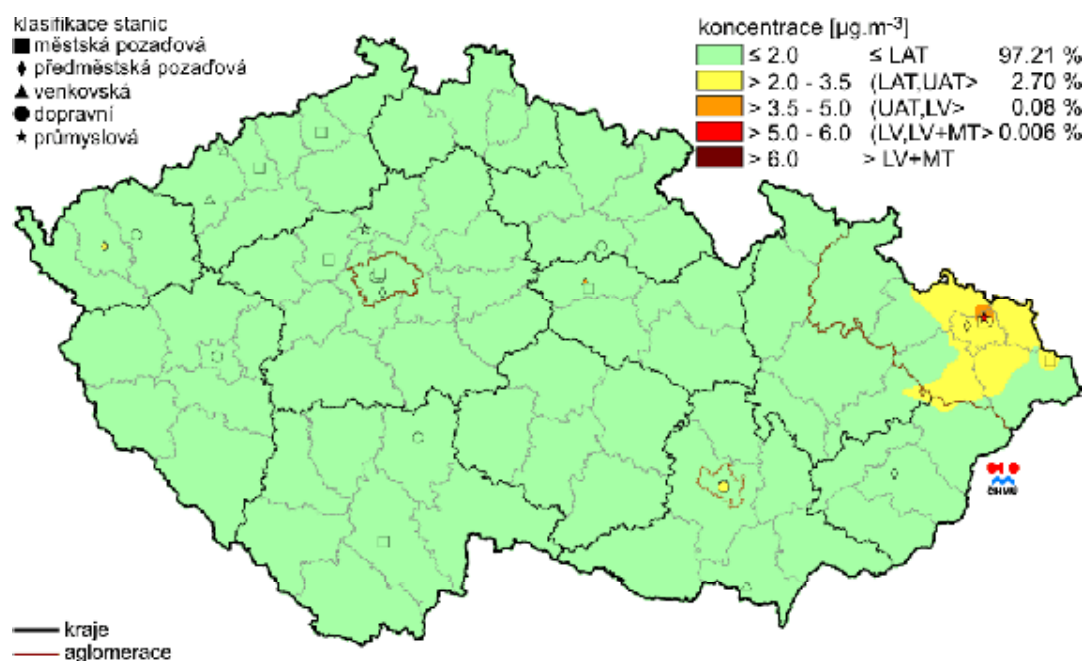 klasifikace stanic
městská pozaďová
předměstská pozaďová
venkovská
dopravní
průmyslová
koncentrace [µg.m⁻³]
≤ 2.0 ≤ LAT 97.21 %
> 2.0 - 3.5 (LAT,UAT> 2.70 %
> 3.5 - 5.0 (UAT,LV> 0.08 %
> 5.0 - 6.0 (LV,LV+MT> 0.006 %
> 6.0 > LV+MT
ČHMÚ
kraje
aglomerace